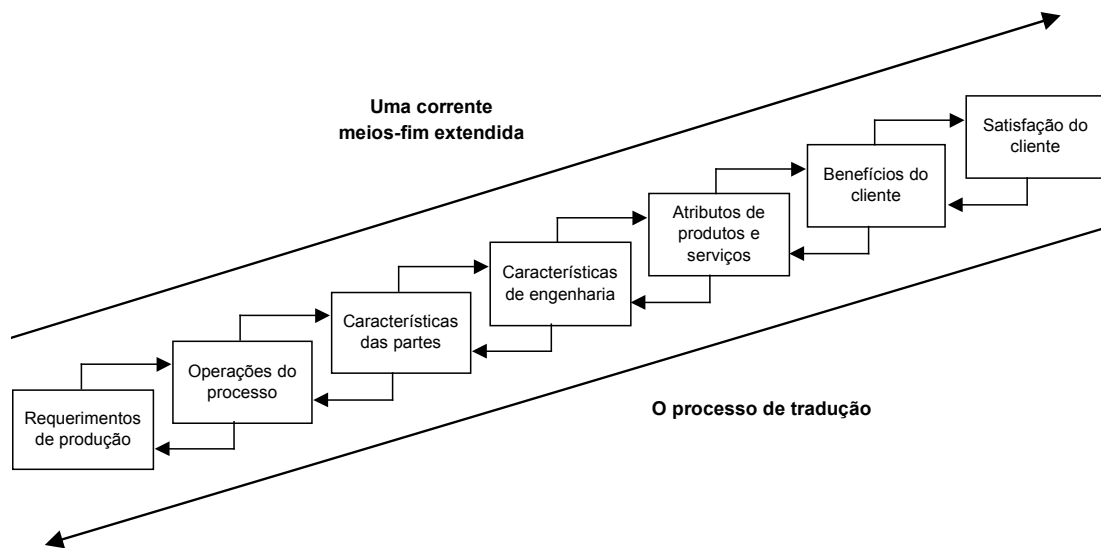 Uma corrente
meios-fim extendida
Satisfação do
cliente
Benefícios do
cliente
Atributos de
produtos e
serviços
Características
de engenharia
Características
das partes
Operações do
processo
Requerimentos
de produção
O processo de tradução